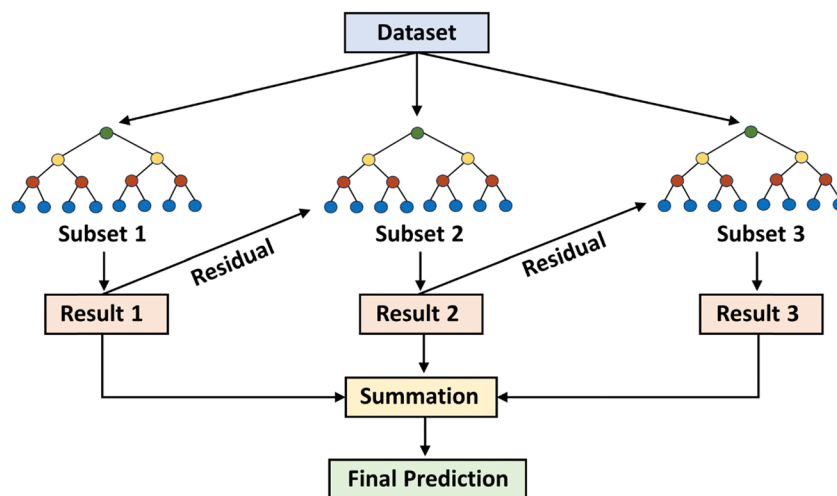 Dataset
Subset 1
Subset 2
Subset 3
Residual
Residual
Result 1
Result 2
Result 3
Summation
Final Prediction